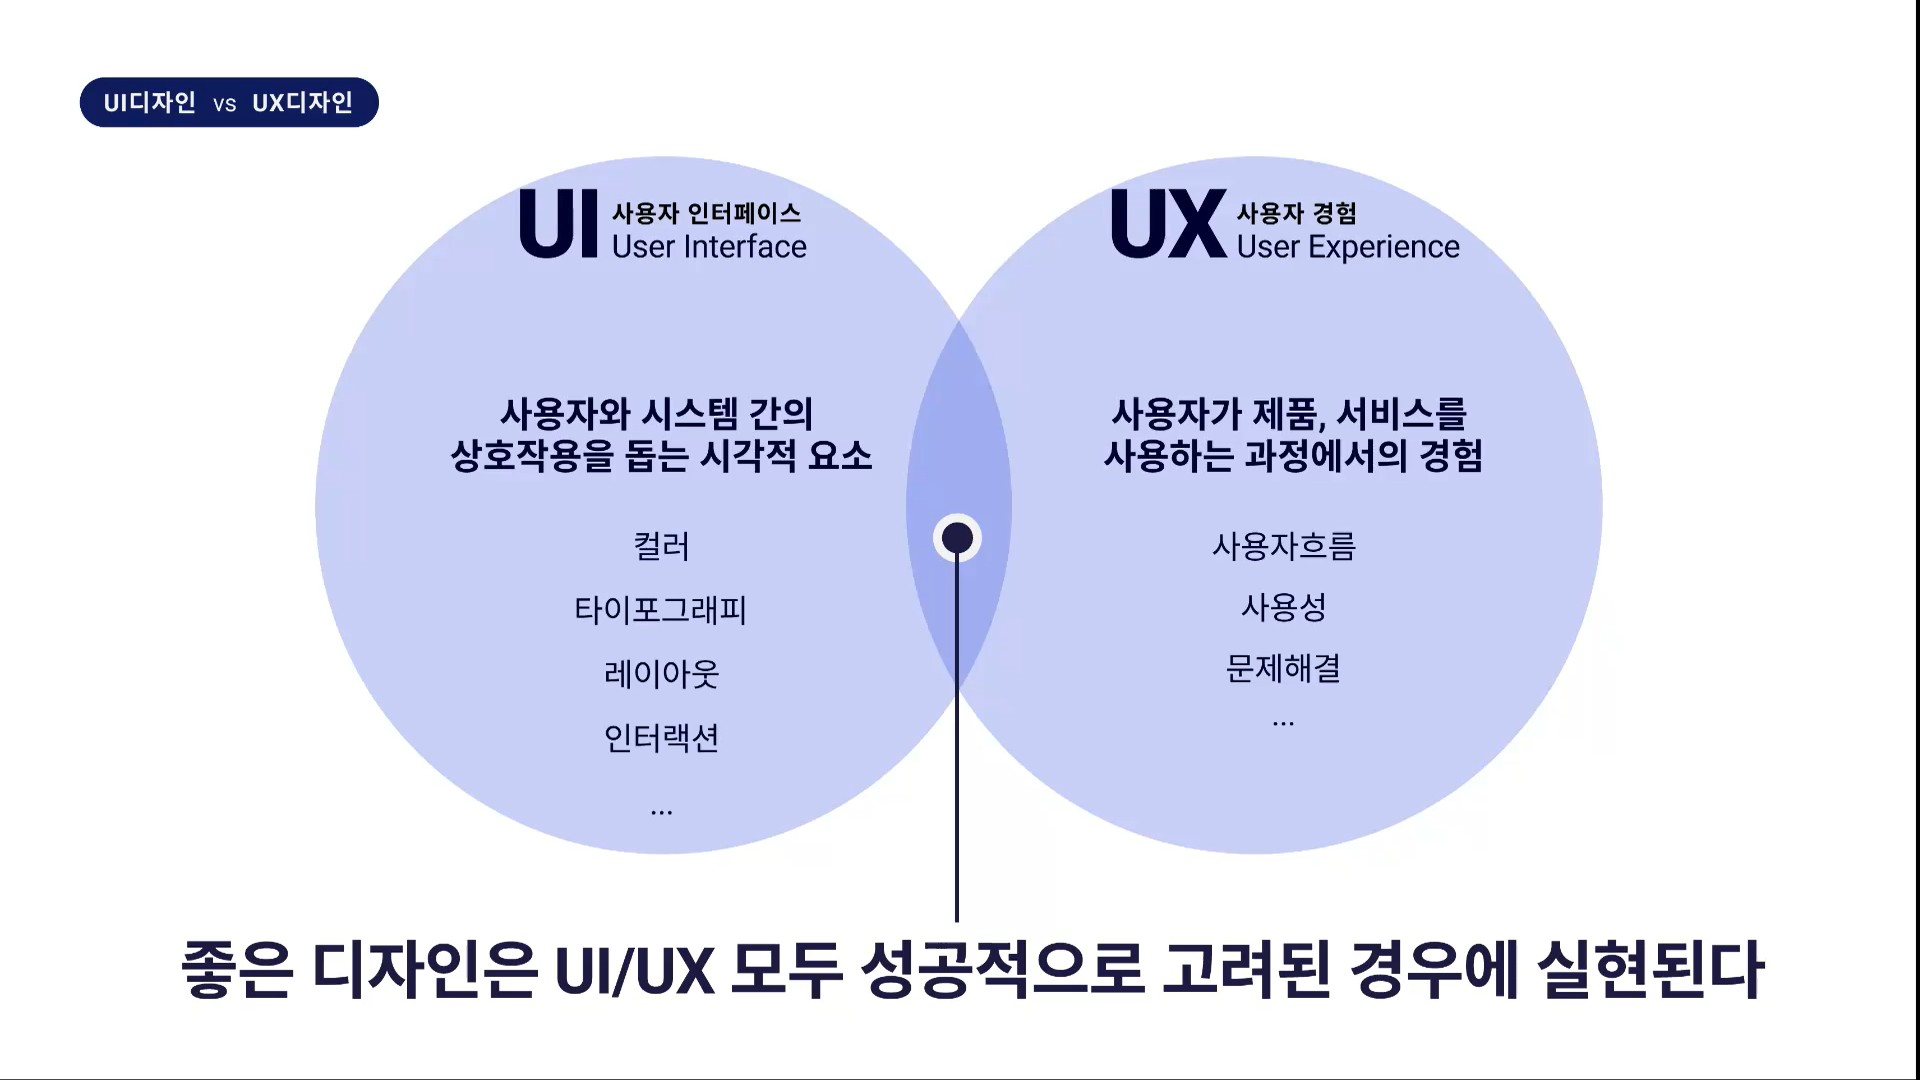 UI디자인 vs UX디자인
UI 사용자 인터페이스
User Interface
사용자와 시스템 간의
상호작용을 돕는 시각적 요소
컬러
타이포그래피
레이아웃
인터랙션
...
UX 사용자 경험
User Experience
사용자가 제품, 서비스를
사용하는 과정에서의 경험
사용자흐름
사용성
문제해결
...
좋은 디자인은 UI/UX 모두 성공적으로 고려된 경우에 실현된다